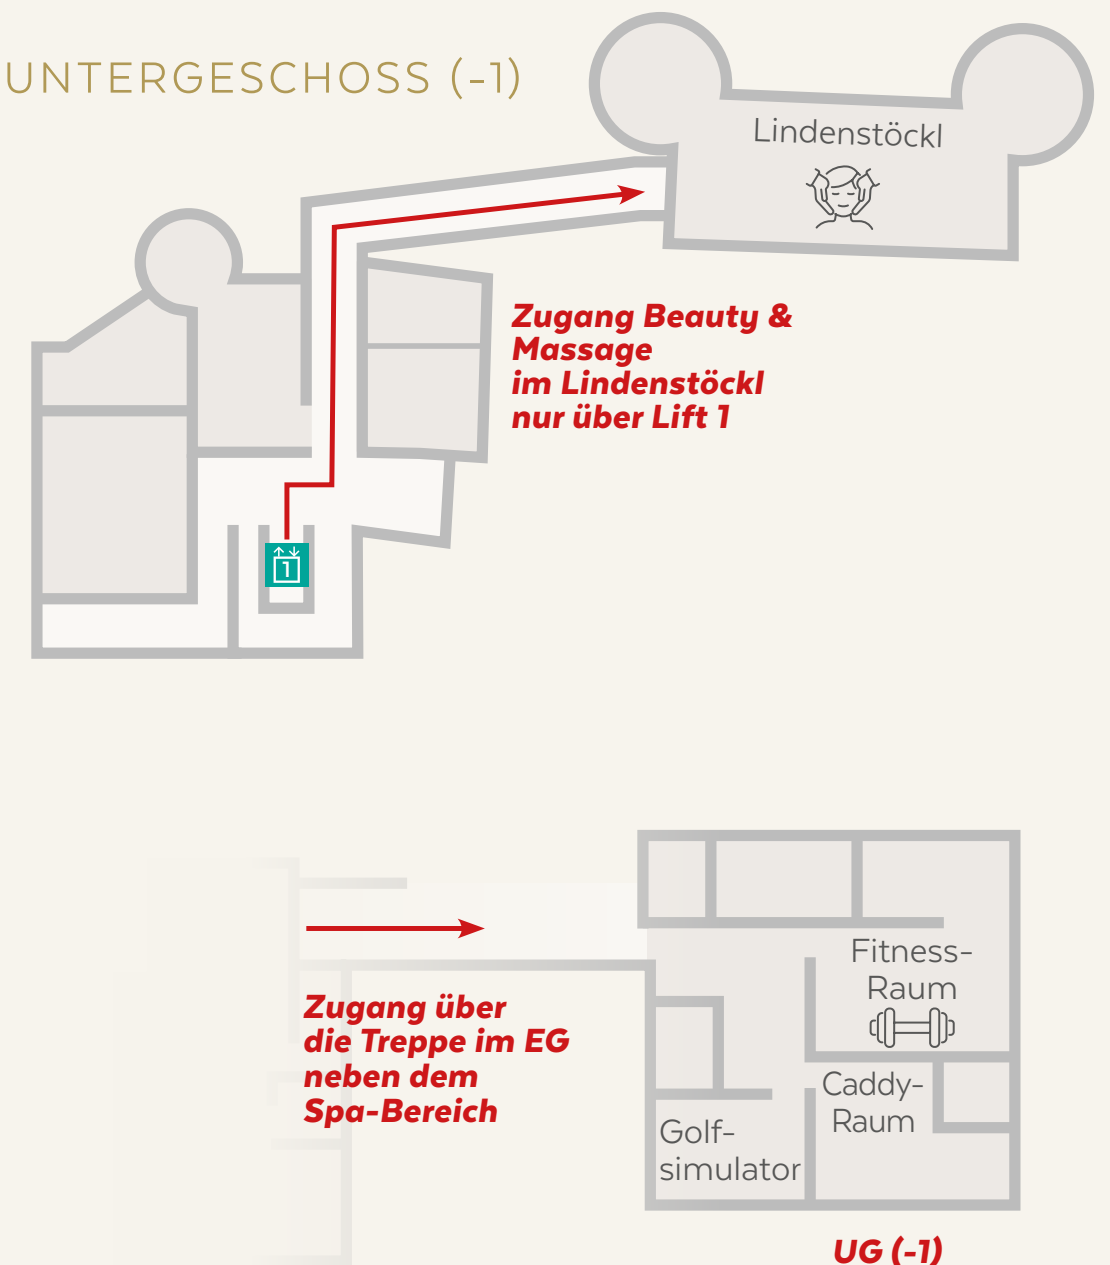 UNTERGESCHOSS (-1)
Lindenstöckl
Zugang Beauty &
Massage
im Lindenstöckl
nur über Lift 1
1
Fitness-
Raum
Zugang über
die Treppe im EG
neben dem
Spa-Bereich
Caddy-
Raum
Golf-
simulator
UG (-1)